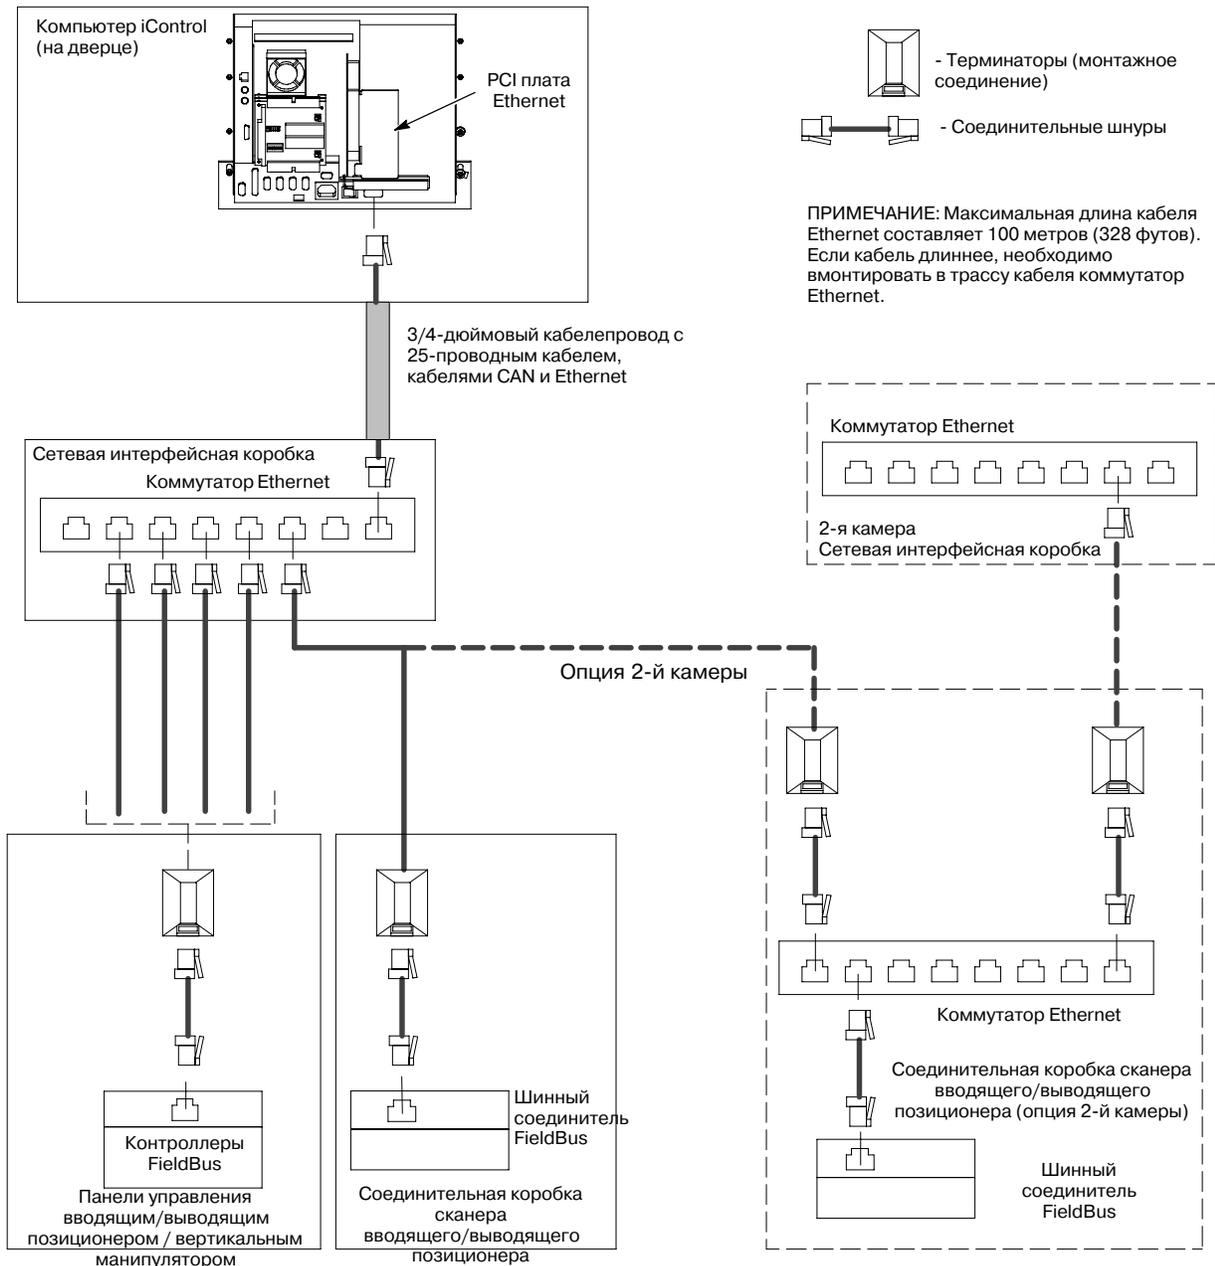 Компьютер iControl
(на дверце)
PCI плата
Ethernet
- Терминаторы (монтажное
соединение)
- Соединительные шнуры
ПРИМЕЧАНИЕ: Максимальная длина кабеля
Ethernet составляет 100 метров (328 футов).
Если кабель длиннее, необходимо
вмонтировать в трассу кабеля коммутатор
Ethernet.
3/4-дюймовый кабелепровод с
25-проводным кабелем,
кабелями CAN и Ethernet
Сетевая интерфейсная коробка
Коммутатор Ethernet
Коммутатор Ethernet
2-я камера
Сетевая интерфейсная коробка
Опция 2-й камеры
Коммутатор Ethernet
Соединительная коробка сканера
вводящего/выводящего
позиционера (опция 2-й камеры)
Шинный
соединитель
FieldBus
Контроллеры
FieldBus
Панели управления
вводящим/выводящим
позиционером / вертикальным
манипулятором
Шинный
соединитель
FieldBus
Соединительная коробка
сканера
вводящего/выводящего
позиционера